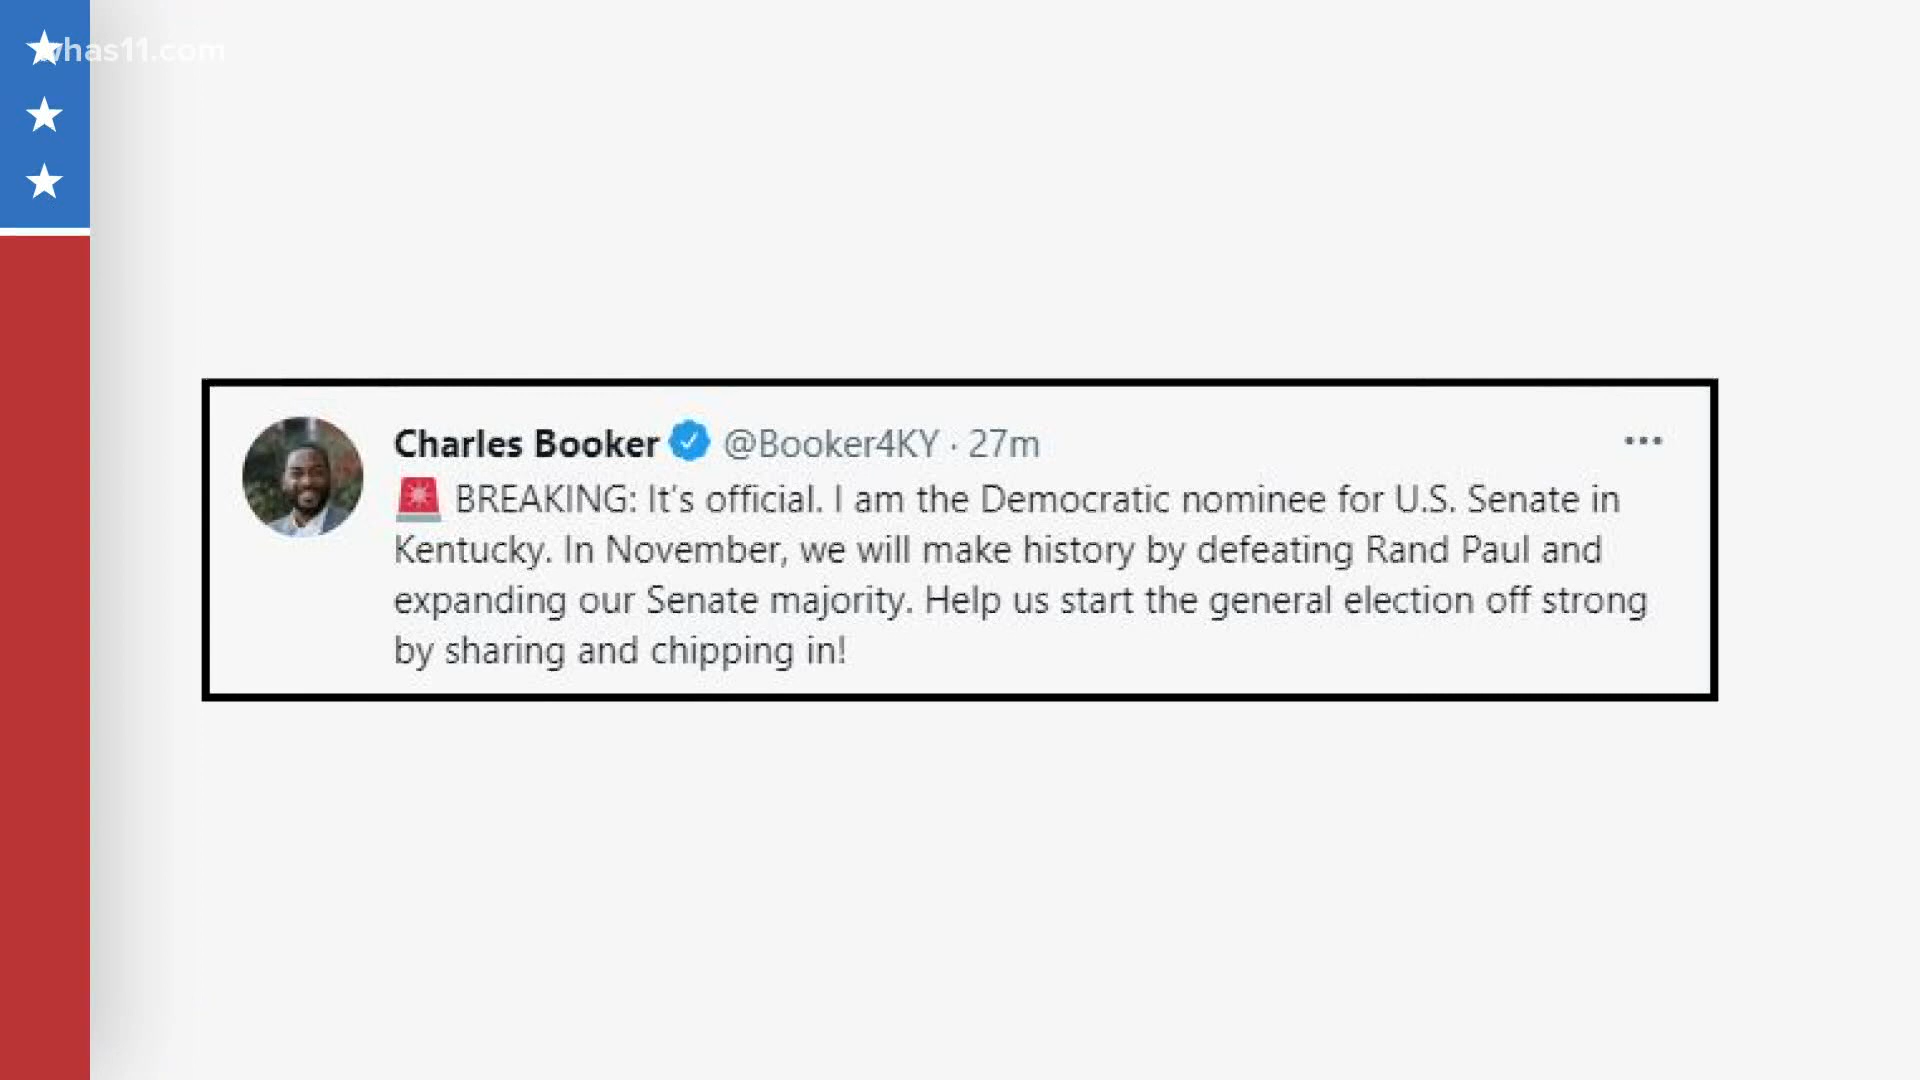 whas11.com
Charles Booker @Booker4KY · 27m
BREAKING: It's official. I am the Democratic nominee for U.S. Senate in
Kentucky. In November, we will make history by defeating Rand Paul and
expanding our Senate majority. Help us start the general election off strong
by sharing and chipping in!